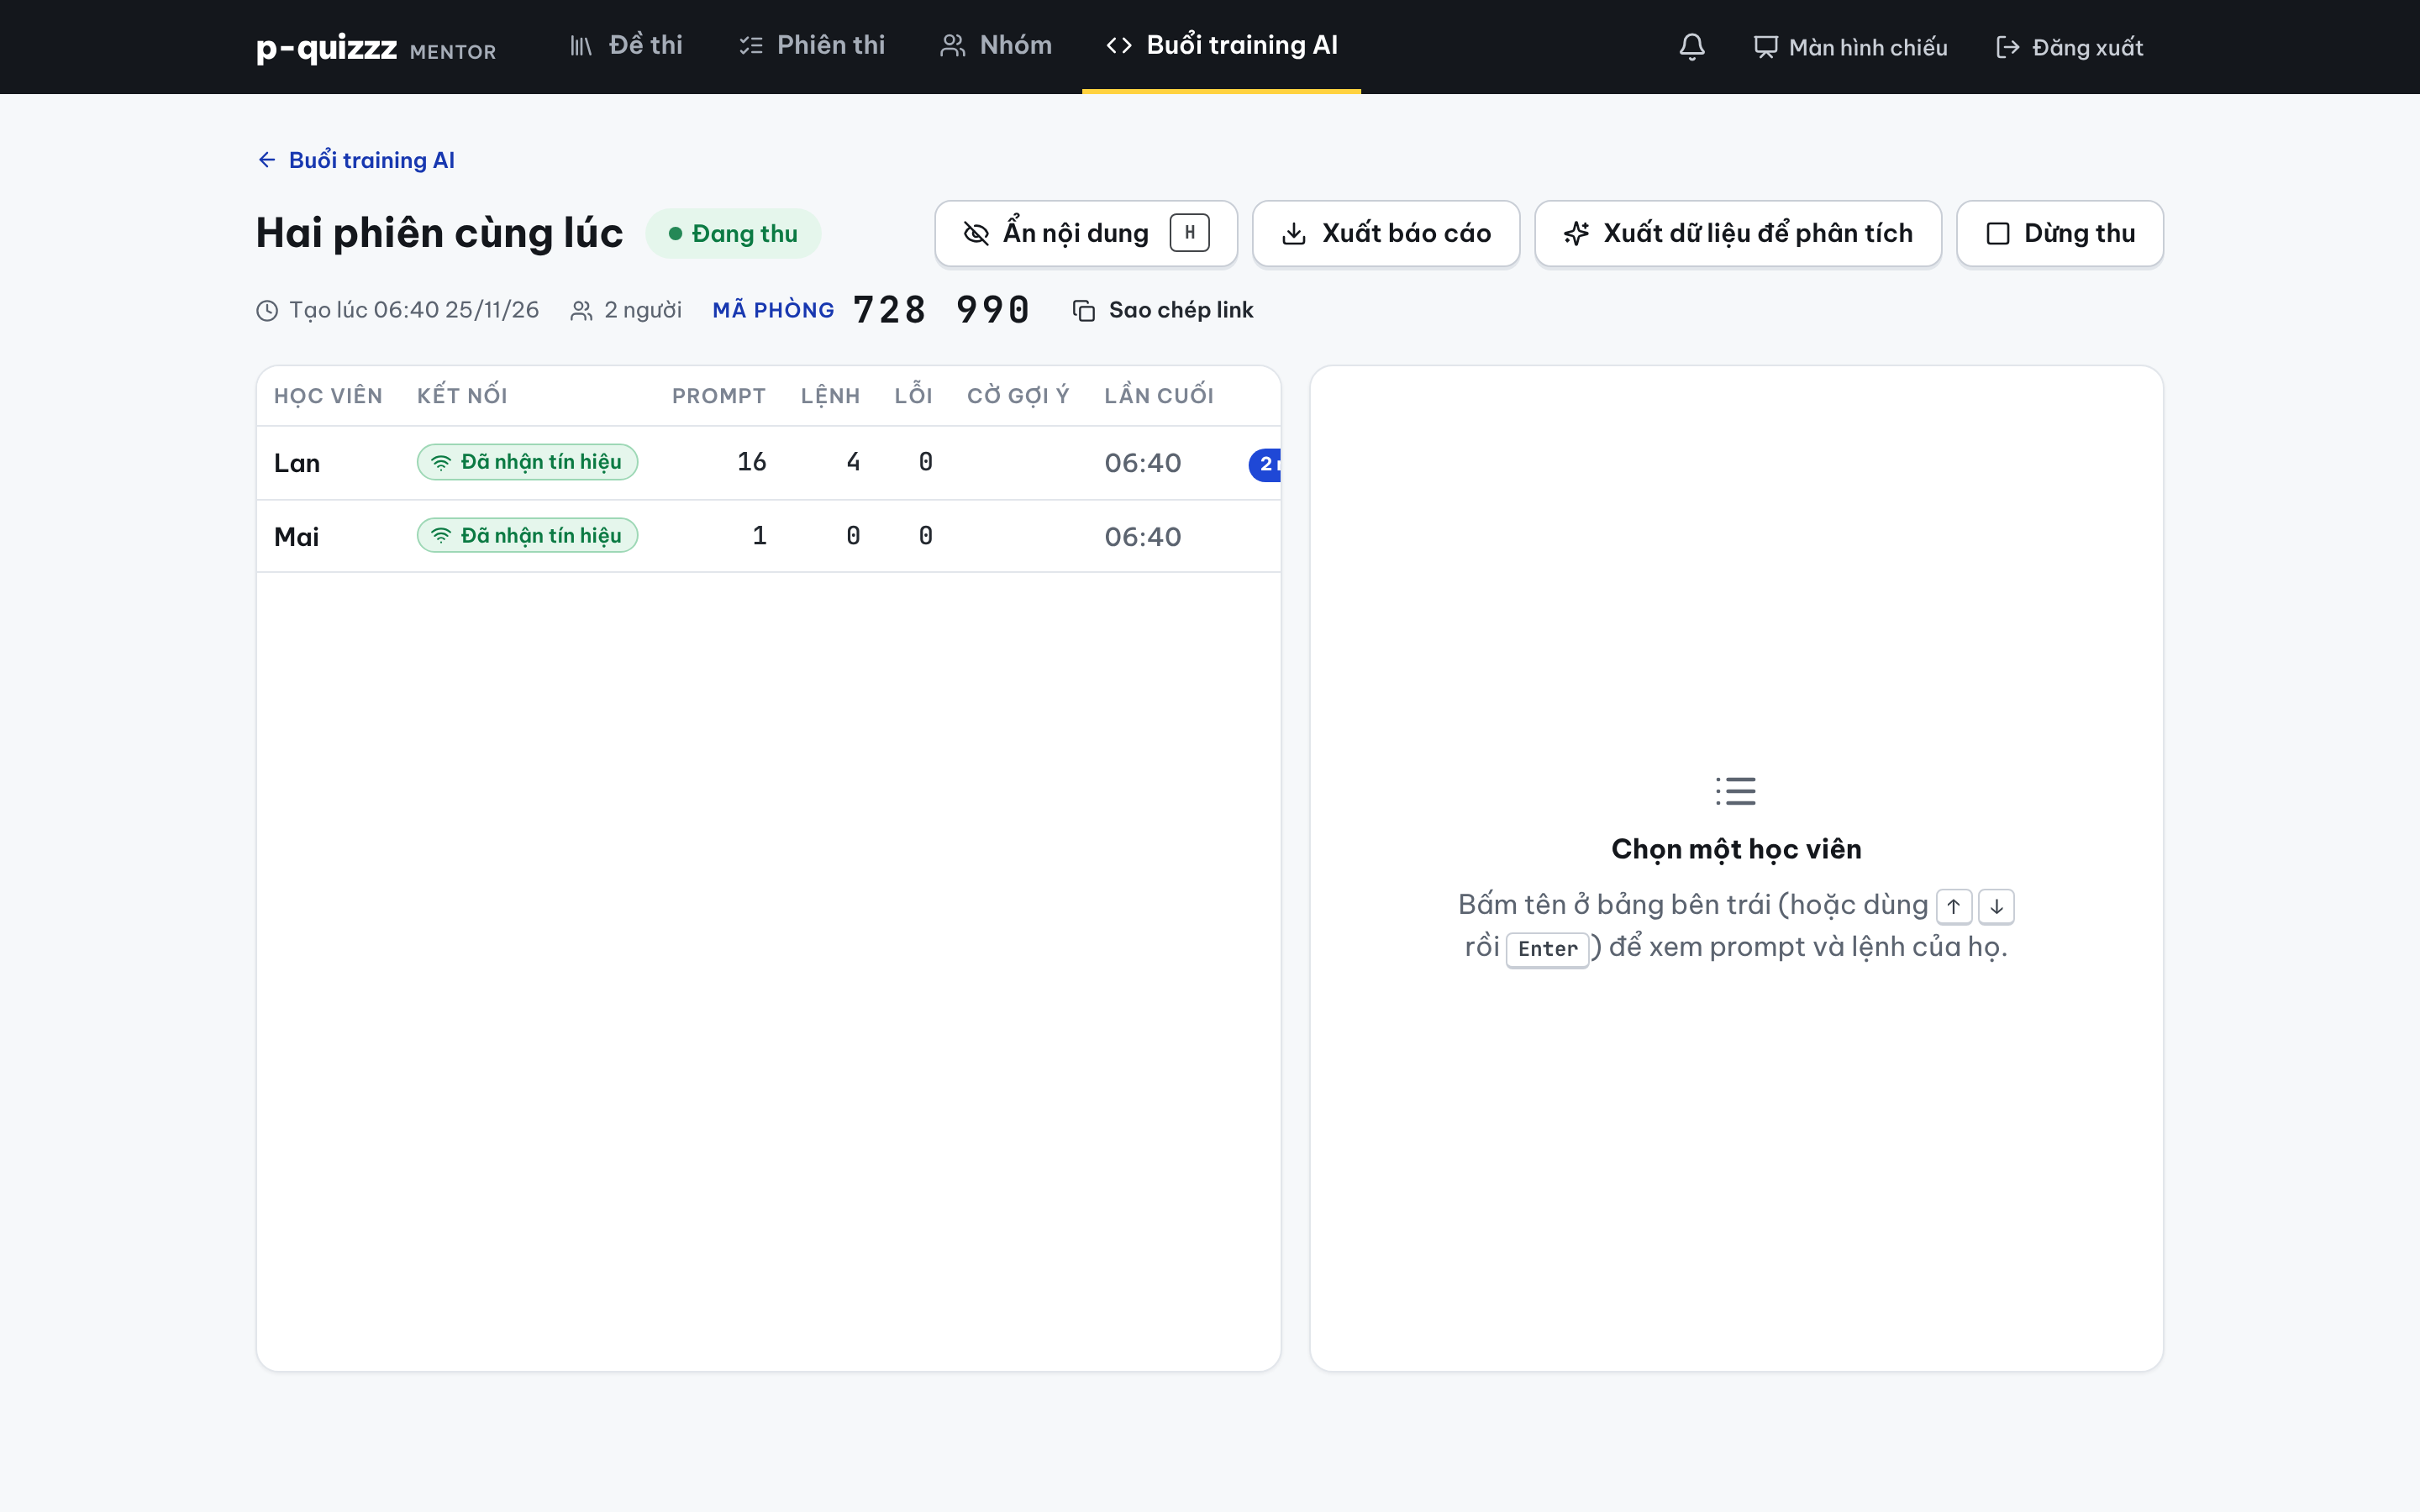 p-quizzz MENTOR Đề thi Phiên thi Nhóm Buổi training AI Màn hình chiếu Đăng xuất
Buổi training AI
Hai phiên cùng lúc Đang thu Ẩn nội dung H Xuất báo cáo Xuất dữ liệu để phân tích Dừng thu
Tạo lúc 06:40 25/11/26 2 người MÃ PHÒNG 728 990 Sao chép link
HỌC VIÊN KẾT NỐI PROMPT LỆNH LỖI CỜ GỢI Ý LẦN CUỐI
Lan Đã nhận tín hiệu 16 4 0 06:40 2
Mai Đã nhận tín hiệu 1 0 0 06:40
Chọn một học viên
Bấm tên ở bảng bên trái (hoặc dùng ↑ ↓
rồi Enter) để xem prompt và lệnh của họ.